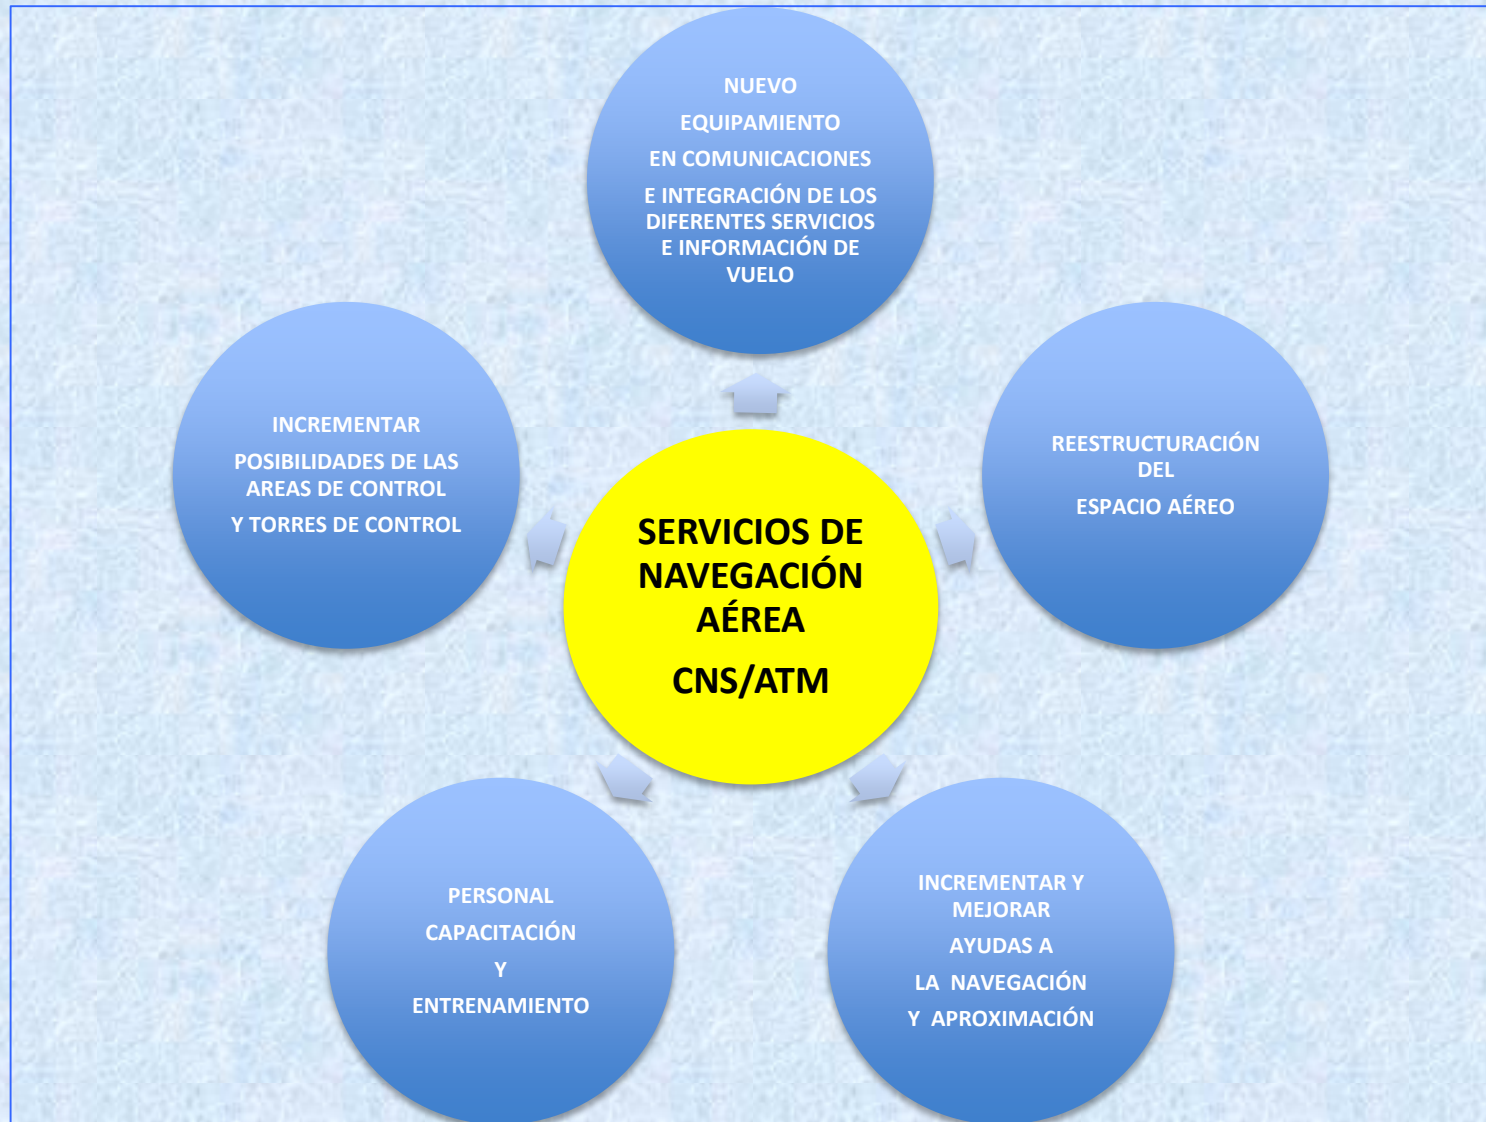 NUEVO
EQUIPAMIENTO
EN COMUNICACIONES
E INTEGRACIÓN DE LOS
DIFERENTES SERVICIOS
E INFORMACIÓN DE
VUELO
INCREMENTAR
POSIBILIDADES DE LAS
AREAS DE CONTROL
Y TORRES DE CONTROL
REESTRUCTURACIÓN
DEL
ESPACIO AÉREO
SERVICIOS DE
NAVEGACIÓN
AÉREA
CNS/ATM
PERSONAL
CAPACITACIÓN
Y
ENTRENAMIENTO
INCREMENTAR Y
MEJORAR
AYUDAS A
LA NAVEGACIÓN
Y APROXIMACIÓN